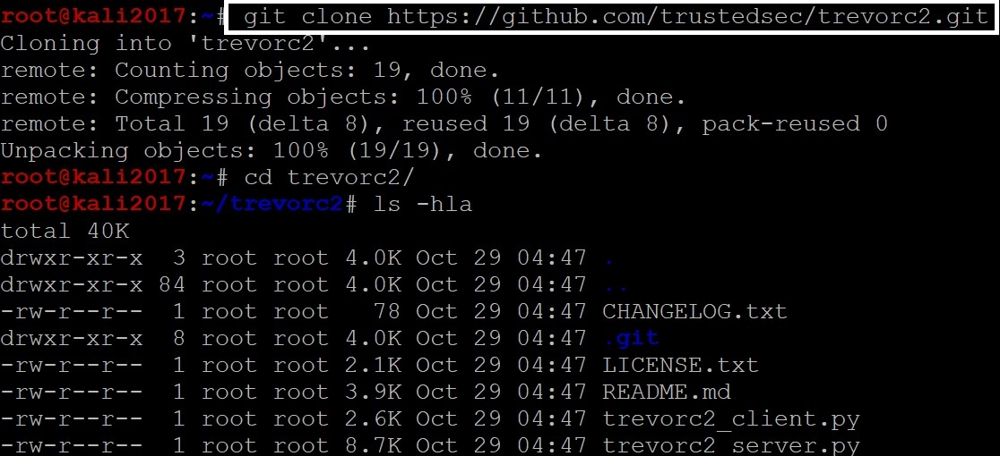 root@kali2017:~# git clone https://github.com/trustedsec/trevorc2.git
Cloning into 'trevorc2'...
remote: Counting objects: 19, done.
remote: Compressing objects: 100% (11/11), done.
remote: Total 19 (delta 8), reused 19 (delta 8), pack-reused 0
Unpacking objects: 100% (19/19), done.
root@kali2017:~# cd trevorc2/
root@kali2017:~/trevorc2# ls -hla
total 40K
drwxr-xr-x  3 root root 4.0K Oct 29 04:47 .
drwxr-xr-x 84 root root 4.0K Oct 29 04:47 ..
-rw-r--r--  1 root root   78 Oct 29 04:47 CHANGELOG.txt
drwxr-xr-x  8 root root 4.0K Oct 29 04:47 .git
-rw-r--r--  1 root root 2.1K Oct 29 04:47 LICENSE.txt
-rw-r--r--  1 root root 3.9K Oct 29 04:47 README.md
-rw-r--r--  1 root root 2.6K Oct 29 04:47 trevorc2_client.py
-rw-r--r--  1 root root 8.7K Oct 29 04:47 trevorc2_server.py